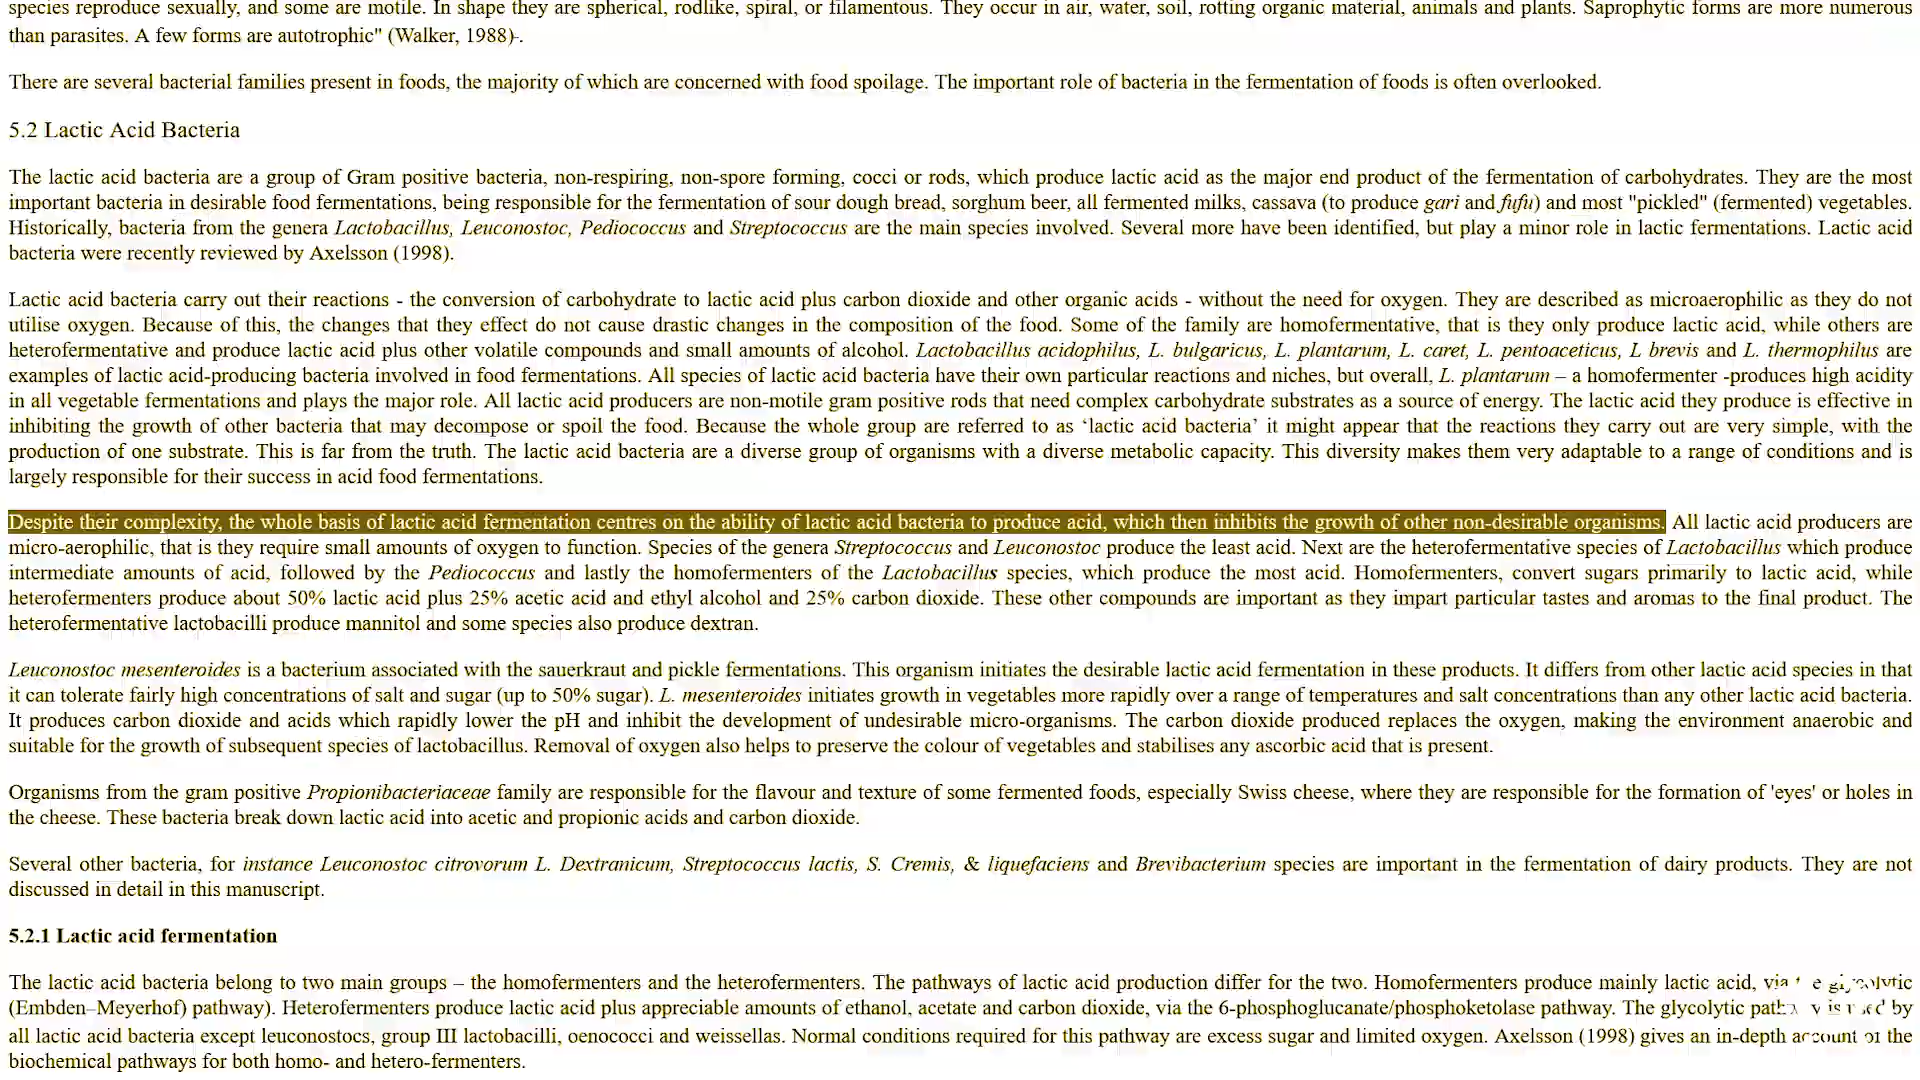 species reproduce sexually, and some are motile. In shape they are spherical, rodlike, spiral, or filamentous. They occur in air, water, soil, rotting organic material, animals and plants. Saprophytic forms are more numerous
than parasites. A few forms are autotrophic" (Walker, 1988)-.
There are several bacterial families present in foods, the majority of which are concerned with food spoilage. The important role of bacteria in the fermentation of foods is often overlooked.
5.2 Lactic Acid Bacteria
The lactic acid bacteria are a group of Gram positive bacteria, non-respiring, non-spore forming, cocci or rods, which produce lactic acid as the major end product of the fermentation of carbohydrates. They are the most
important bacteria in desirable food fermentations, being responsible for the fermentation of sour dough bread, sorghum beer, all fermented milks, cassava (to produce gari and fufu) and most "pickled" (fermented) vegetables.
Historically, bacteria from the genera Lactobacillus, Leuconostoc, Pediococcus and Streptococcus are the main species involved. Several more have been identified, but play a minor role in lactic fermentations. Lactic acid
bacteria were recently reviewed by Axelsson (1998).
Lactic acid bacteria carry out their reactions - the conversion of carbohydrate to lactic acid plus carbon dioxide and other organic acids - without the need for oxygen. They are described as microaerophilic as they do not
utilise oxygen. Because of this, the changes that they effect do not cause drastic changes in the composition of the food. Some of the family are homofermentative, that is they only produce lactic acid, while others are
heterofermentative and produce lactic acid plus other volatile compounds and small amounts of alcohol. Lactobacillus acidophilus, L. bulgaricus, L. plantarum, L. caret, L. pentoaceticus, L brevis and L. thermophilus are
examples of lactic acid-producing bacteria involved in food fermentations. All species of lactic acid bacteria have their own particular reactions and niches, but overall, L. plantarum – a homofermenter -produces high acidity
in all vegetable fermentations and plays the major role. All lactic acid producers are non-motile gram positive rods that need complex carbohydrate substrates as a source of energy. The lactic acid they produce is effective in
inhibiting the growth of other bacteria that may decompose or spoil the food. Because the whole group are referred to as ‘lactic acid bacteria’ it might appear that the reactions they carry out are very simple, with the
production of one substrate. This is far from the truth. The lactic acid bacteria are a diverse group of organisms with a diverse metabolic capacity. This diversity makes them very adaptable to a range of conditions and is
largely responsible for their success in acid food fermentations.
Despite their complexity, the whole basis of lactic acid fermentation centres on the ability of lactic acid bacteria to produce acid, which then inhibits the growth of other non-desirable organisms. All lactic acid producers are
micro-aerophilic, that is they require small amounts of oxygen to function. Species of the genera Streptococcus and Leuconostoc produce the least acid. Next are the heterofermentative species of Lactobacillus which produce
intermediate amounts of acid, followed by the Pediococcus and lastly the homofermenters of the Lactobacillus species, which produce the most acid. Homofermenters, convert sugars primarily to lactic acid, while
heterofermenters produce about 50% lactic acid plus 25% acetic acid and ethyl alcohol and 25% carbon dioxide. These other compounds are important as they impart particular tastes and aromas to the final product. The
heterofermentative lactobacilli produce mannitol and some species also produce dextran.
Leuconostoc mesenteroides is a bacterium associated with the sauerkraut and pickle fermentations. This organism initiates the desirable lactic acid fermentation in these products. It differs from other lactic acid species in that
it can tolerate fairly high concentrations of salt and sugar (up to 50% sugar). L. mesenteroides initiates growth in vegetables more rapidly over a range of temperatures and salt concentrations than any other lactic acid bacteria.
It produces carbon dioxide and acids which rapidly lower the pH and inhibit the development of undesirable micro-organisms. The carbon dioxide produced replaces the oxygen, making the environment anaerobic and
suitable for the growth of subsequent species of lactobacillus. Removal of oxygen also helps to preserve the colour of vegetables and stabilises any ascorbic acid that is present.
Organisms from the gram positive Propionibacteriaceae family are responsible for the flavour and texture of some fermented foods, especially Swiss cheese, where they are responsible for the formation of 'eyes' or holes in
the cheese. These bacteria break down lactic acid into acetic and propionic acids and carbon dioxide.
Several other bacteria, for instance Leuconostoc citrovorum L. Dextranicum, Streptococcus lactis, S. Cremis, & liquefaciens and Brevibacterium species are important in the fermentation of dairy products. They are not
discussed in detail in this manuscript.
5.2.1 Lactic acid fermentation
The lactic acid bacteria belong to two main groups – the homofermenters and the heterofermenters. The pathways of lactic acid production differ for the two. Homofermenters produce mainly lactic acid, via
(Embden–Meyerhof) pathway). Heterofermenters produce lactic acid plus appreciable amounts of ethanol, acetate and carbon dioxide, via the 6-phosphoglucanate/phosphoketolase pathway. The glycolytic is by
all lactic acid bacteria except leuconostocs, group III lactobacilli, oenococci and weissellas. Normal conditions required for this pathway are excess sugar and limited oxygen. Axelsson (1998) gives an in-depth account of the
biochemical pathways for both homo- and hetero-fermenters.